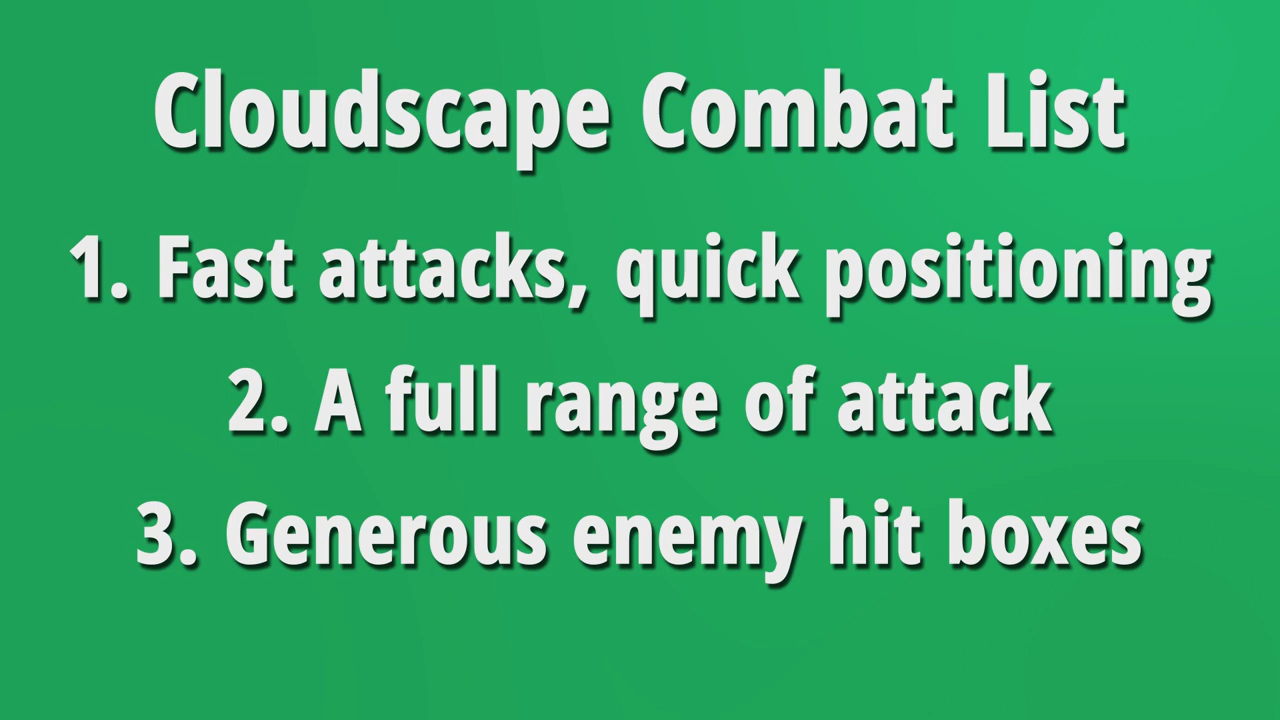 Cloudscape Combat List
1. Fast attacks, quick positioning
2. A full range of attack
3. Generous enemy hit boxes